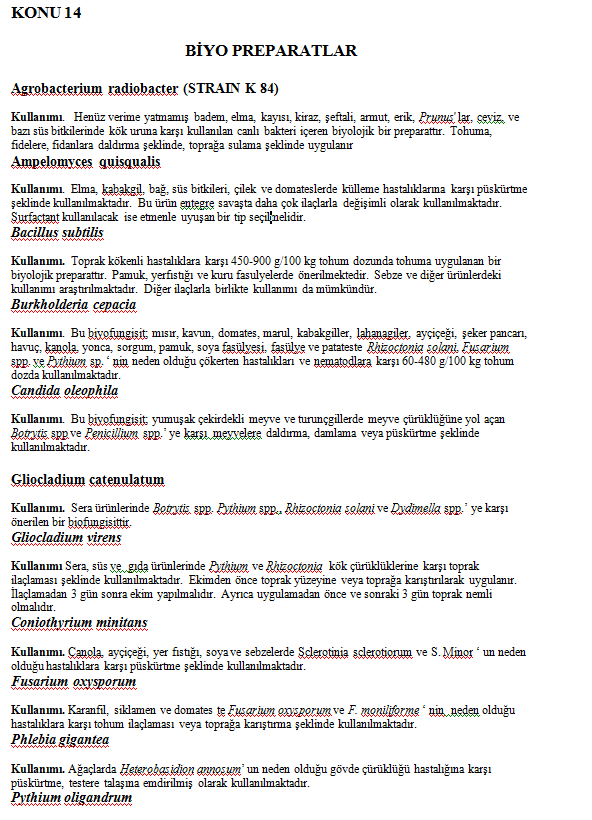 KONU 14
BİYO PREPARATLAR
Agrobacterium radiobacter (STRAIN K 84)
Kullanımı.  Henüz verime yatmamış badem, elma, kayısı, kiraz, şeftali, armut, erik, Prunus'lar, ceviz, ve
bazı süs bitkilerinde kök uruna karşı kullanılan canlı bakteri içeren biyolojik bir preparattır. Tohuma,
fidelere, fidanlara daldırma şeklinde, toprağa sulama şeklinde uygulanır
Ampelomyces quisqualis
Kullanımı. Elma, kabakgil, bağ, süs bitkileri, çilek ve domateslerde külleme hastalıklarına karşı püskürtme
şeklinde kullanılmaktadır. Bu ürün entegre savaşta daha çok ilaçlarla değişimli olarak kullanılmaktadır.
Surfactant kullanılacak ise etmenle uyuşan bir tip seçilmelidir.
Bacillus subtilis
Kullanımı. Toprak kökenli hastalıklara karşı 450-900 g/100 kg tohum dozunda tohuma uygulanan bir
biyolojik preparattır. Pamuk, yerfıstığı ve kuru fasulyelerde önerilmektedir. Sebze ve diğer ürünlerdeki
kullanımı araştırılmaktadır. Diğer ilaçlarla birlikte kullanımı da mümkündür.
Burkholderia cepacia
Kullanımı. Bu biyofungisit; mısır, kavun, domates, marul, kabakgiller, lahanagiler, ayçiçeği, şeker pancarı,
havuç, kanola, yonca, sorgum, pamuk, soya fasülyesi, fasülye ve patateste Rhizoctonia solani, Fusarium
spp. ve Pythium sp. ‘ nin neden olduğu çökerten hastalıkları ve nematodlara karşı 60-480 g/100 kg tohum
dozda kullanılmaktadır.
Candida oleophila
Kullanımı. Bu biyofungisit; yumuşak çekirdekli meyve ve turunçgillerde meyve çürüklüğüne yol açan
Botrytis spp ve Penicillium spp.’ ye karşı meyvelere daldırma, damlama veya püskürtme şeklinde
kullanılmaktadır.
Gliocladium catenulatum
Kullanımı. Sera ürünlerinde Botrytis spp. Pythium spp., Rhizoctonia solani ve Dydimella spp.’ ye karşı
önerilen bir biofungisittir.
Gliocladium virens
Kullanımı Sera, süs ve gıda ürünlerinde Pythium ve Rhizoctonia kök çürüklüklerine karşı toprak
ilaçlaması şeklinde kullanılmaktadır. Ekimden önce toprak yüzeyine veya toprağa karıştırılarak uygulanır.
İlaçlamadan 3 gün sonra ekim yapılmalıdır. Ayrıca uygulamadan önce ve sonraki 3 gün toprak nemli
olmalıdır.
Coniothyrium minitans
Kullanımı. Canola, ayçiçeği, yer fıstığı, soya ve sebzelerde Sclerotinia sclerotiorum ve S. Minor ‘ un neden
olduğu hastalıklara karşı püskürtme şeklinde kullanılmaktadır.
Fusarium oxysporum
Kullanımı. Karanfil, siklamen ve domates te Fusarium oxysporum ve F. moniliforme ‘ nin neden olduğu
hastalıklara karşı tohum ilaçlaması veya toprağa karıştırma şeklinde kullanılmaktadır.
Phlebia gigantea
Kullanımı. Ağaçlarda Heterobasidion annosum’ un neden olduğu gövde çürüklüğü hastalığına karşı
püskürtme, testere talaşına emdirilmiş olarak kullanılmaktadır.
Pythium oligandrum